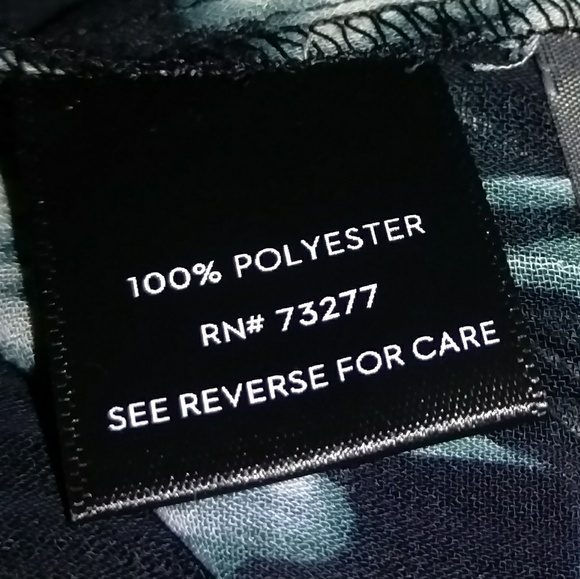 100% POLYESTER
RN# 73277
SEE REVERSE FOR CARE